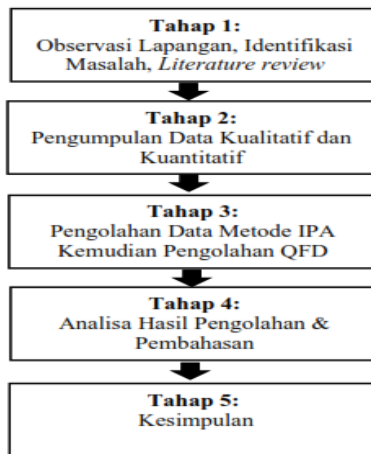 Tahap 1:
Observasi Lapangan, Identifikasi
Masalah, Literature review
Tahap 2:
Pengumpulan Data Kualitatif dan
Kuantitatif
Tahap 3:
Pengolahan Data Metode IPA
Kemudian Pengolahan QFD
Tahap 4:
Analisa Hasil Pengolahan &
Pembahasan
Tahap 5:
Kesimpulan